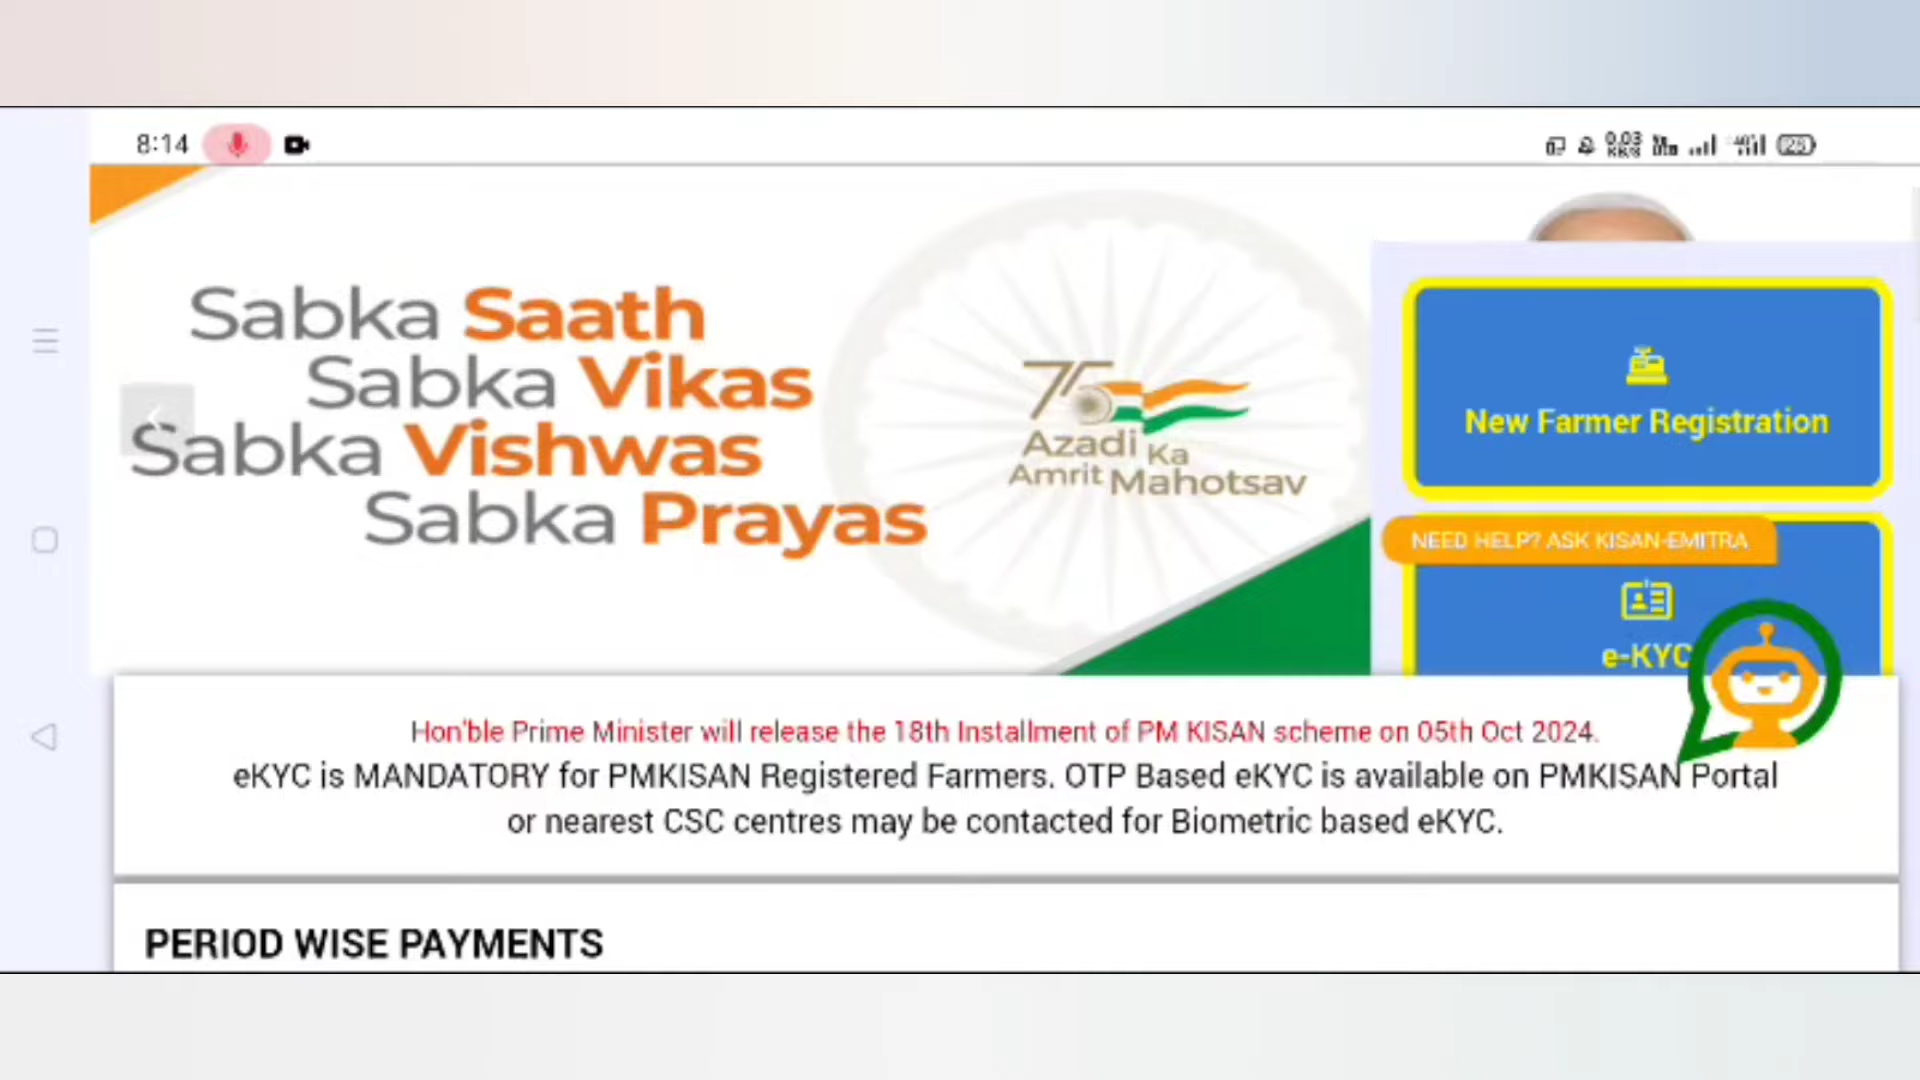 8:14
Sabka Saath
Sabka Vikas
Sabka Vishwas
Sabka Prayas
75
Azadi Ka
Amrit Mahotsav
New Farmer Registration
NEED HELP? ASK KISAN-EMITRA
e-KYC
Hon'ble Prime Minister will release the 18th Installment of PM KISAN scheme on 05th Oct 2024.
eKYC is MANDATORY for PMKISAN Registered Farmers. OTP Based eKYC is available on PMKISAN Portal
or nearest CSC centres may be contacted for Biometric based eKYC.
PERIOD WISE PAYMENTS